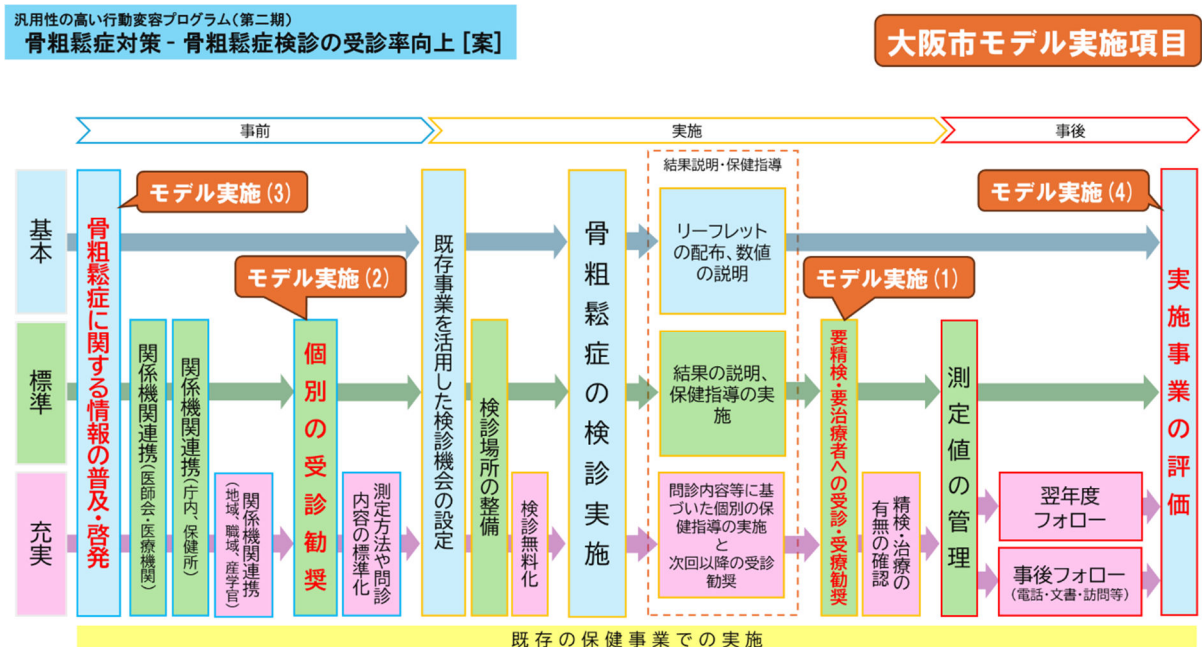 汎用性の高い行動変容プログラム(第二期)
骨粗鬆症対策 - 骨粗鬆症検診の受診率向上 [案]
大阪市モデル実施項目
事前
実施
事後
結果説明・保健指導
モデル実施(3)
モデル実施(4)
モデル実施(2)
モデル実施(1)
基本
標準
充実
骨粗鬆症に関する情報の普及・啓発
関係機関連携(医師会・医療機関)
関係機関連携(庁内、保健所)
関係機関連携
(地域、職域、産学官)
個別の受診勧奨
測定方法や問診
内容の標準化
既存事業を活用した検診機会の設定
検診場所の整備
検診無料化
骨粗鬆症の検診実施
リーフレット
の配布、数値
の説明
結果の説明、
保健指導の実
施
問診内容等に基
づいた個別の保
健指導の実施
と
次回以降の受診
勧奨
要精検・要治療者への受診・受療勧奨
精検・治療の
有無の確認
測定値の管理
翌年度
フォロー
事後フォロー
(電話・文書・訪問等)
実施事業の評価
既存の保健事業での実施